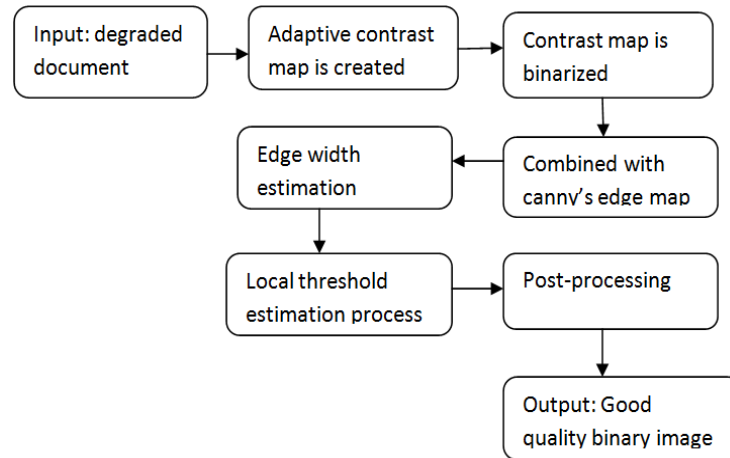 Input: degraded
document
Adaptive contrast
map is created
Contrast map is
binarized
Combined with
canny's edge map
Edge width
estimation
Local threshold
estimation process
Post-processing
Output: Good
quality binary image